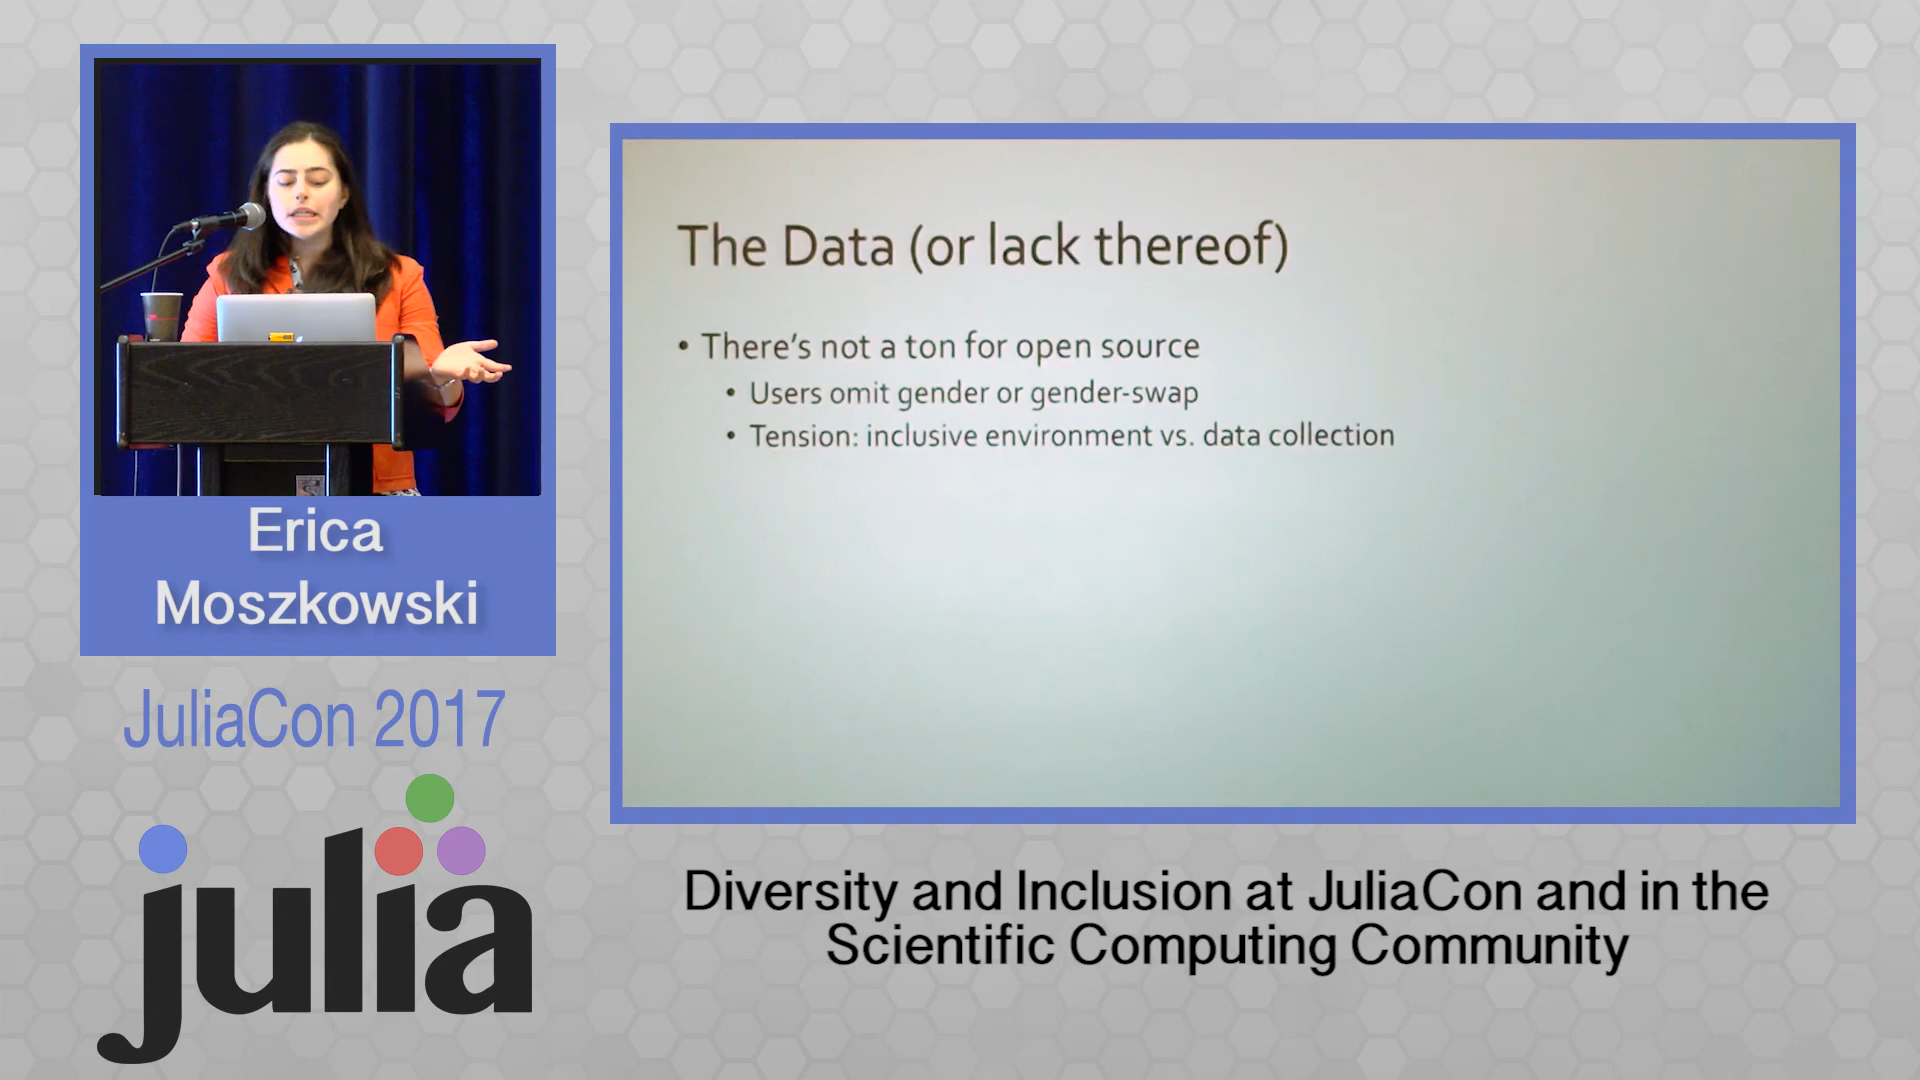 Erica
Moszkowski
JuliaCon 2017
julia
The Data (or lack thereof)
• There's not a ton for open source
• Users omit gender or gender-swap
• Tension: inclusive environment vs. data collection
Diversity and Inclusion at JuliaCon and in the
Scientific Computing Community